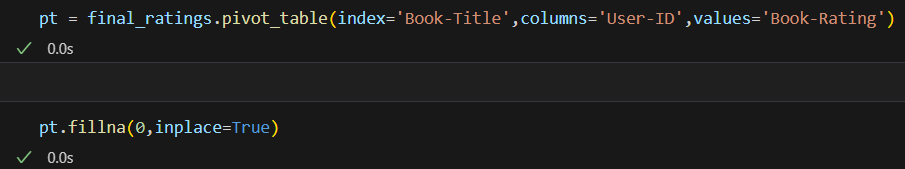 pt = final_ratings.pivot_table(index='Book-Title',columns='User-ID',values='Book-Rating')
0.0s
pt.fillna(0,inplace=True)
0.0s